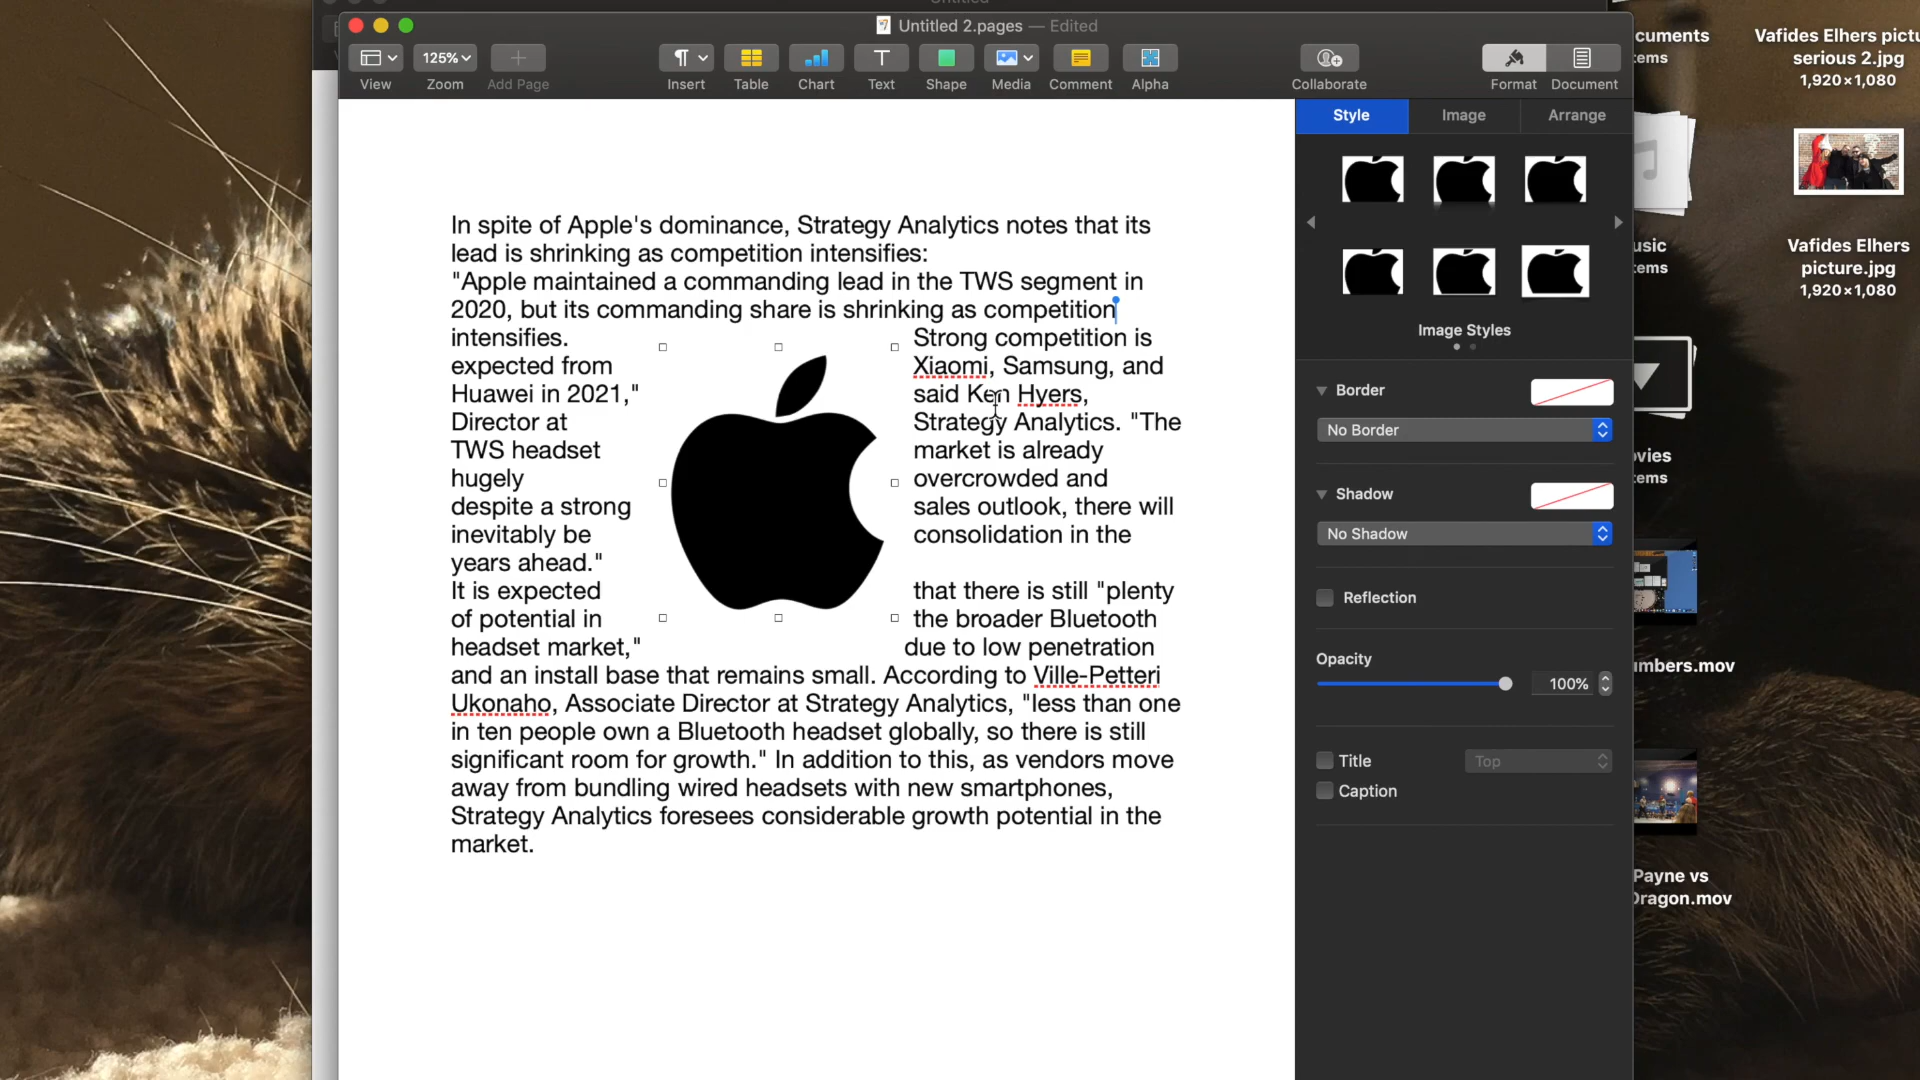 Untitled
Untitled 2.pages — Edited
125%
View
Zoom
Add Page
Insert
Table
Chart
Text
Shape
Media
Comment
Alpha
Collaborate
Format
Document
In spite of Apple's dominance, Strategy Analytics notes that its
lead is shrinking as competition intensifies:
"Apple maintained a commanding lead in the TWS segment in
2020, but its commanding share is shrinking as competition
intensifies. Strong competition is
expected from Xiaomi, Samsung, and
Huawei in 2021," said Ken Hyers,
Director at Strategy Analytics. "The
TWS headset market is already
hugely overcrowded and
despite a strong sales outlook, there will
inevitably be consolidation in the
years ahead."
It is expected that there is still "plenty
of potential in the broader Bluetooth
headset market," due to low penetration
and an install base that remains small. According to Ville-Petteri
Ukonaho, Associate Director at Strategy Analytics, "less than one
in ten people own a Bluetooth headset globally, so there is still
significant room for growth." In addition to this, as vendors move
away from bundling wired headsets with new smartphones,
Strategy Analytics foresees considerable growth potential in the
market.
Style
Image
Arrange
Image Styles
Border
No Border
Shadow
No Shadow
Reflection
Opacity
100%
Title
Top
Caption
cuments
tems
usic
tems
ovies
tems
umbers.mov
Payne vs
Dragon.mov
Vafides Elhers pictu
serious 2.jpg
1,920×1,080
Vafides Elhers
picture.jpg
1,920×1,080